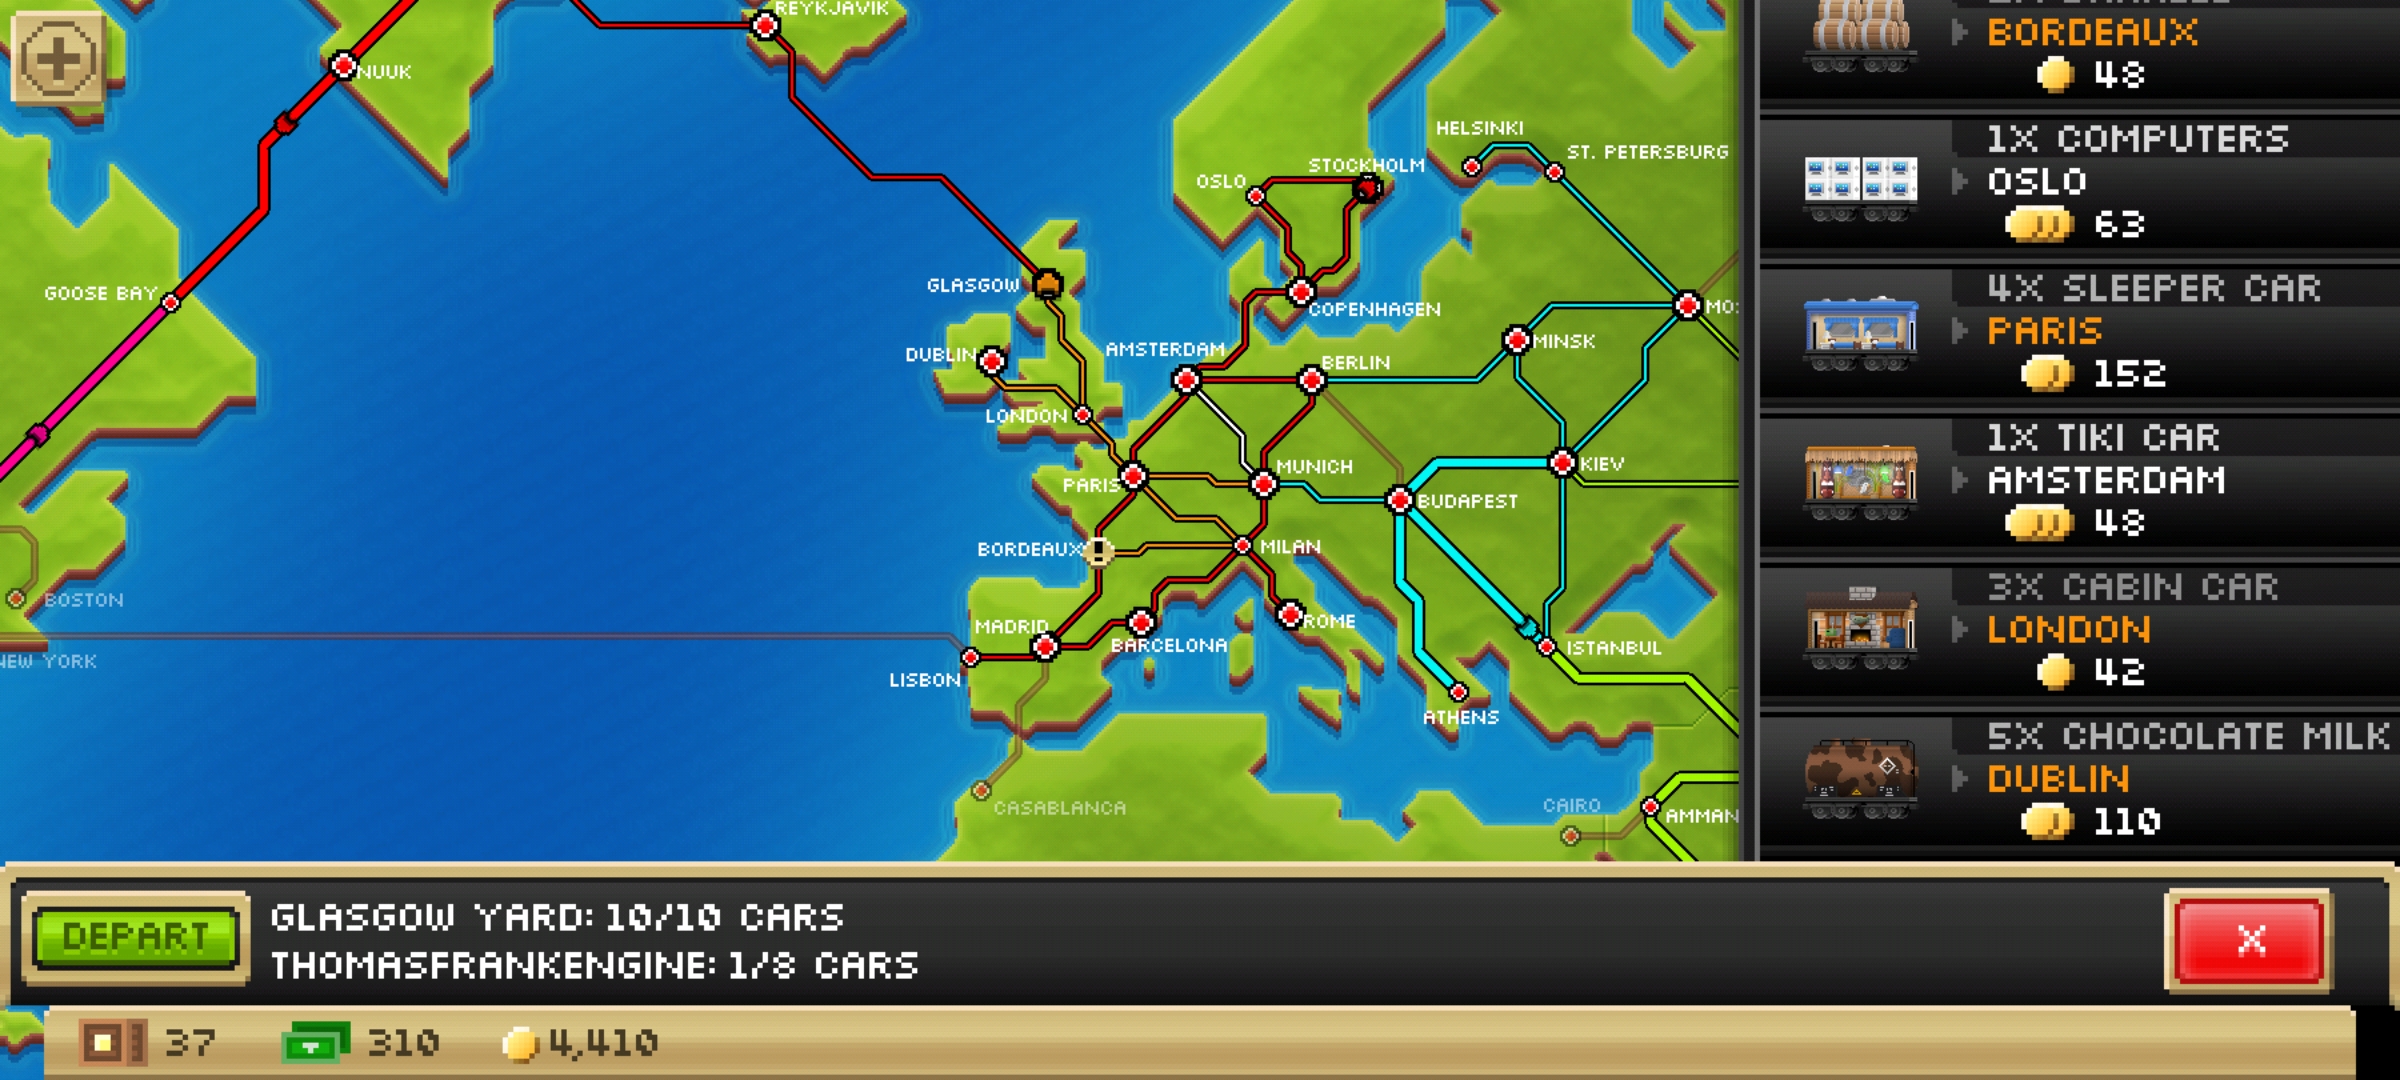 REYKJAVIK
NUUK
HELSINKI
ST. PETERSBURG
STOCKHOLM
OSLO
GOOSE BAY
GLASGOW
COPENHAGEN
MINSK
DUBLIN
AMSTERDAM
BERLIN
LONDON
MUNICH
KIEV
PARIS
BUDAPEST
BORDEAUX
MILAN
BOSTON
MADRID
ROME
BARCELONA
ISTANBUL
NEW YORK
LISBON
ATHENS
CASABLANCA
CAIRO
AMMAN
BORDEAUX
48
1X COMPUTERS
OSLO
63
4X SLEEPER CAR
PARIS
152
1X TIKI CAR
AMSTERDAM
48
3X CABIN CAR
LONDON
42
5X CHOCOLATE MILK
DUBLIN
110
DEPART
GLASGOW YARD: 10/10 CARS
THOMASFRANKENGINE: 1/8 CARS
X
37
310
4,410